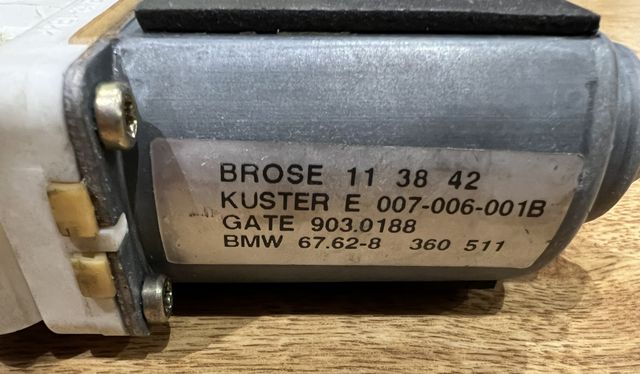 BROSE 11 38 42
KUSTER E 007-006-001B
GATE 903.0188
BMW 67.62-8 360 511